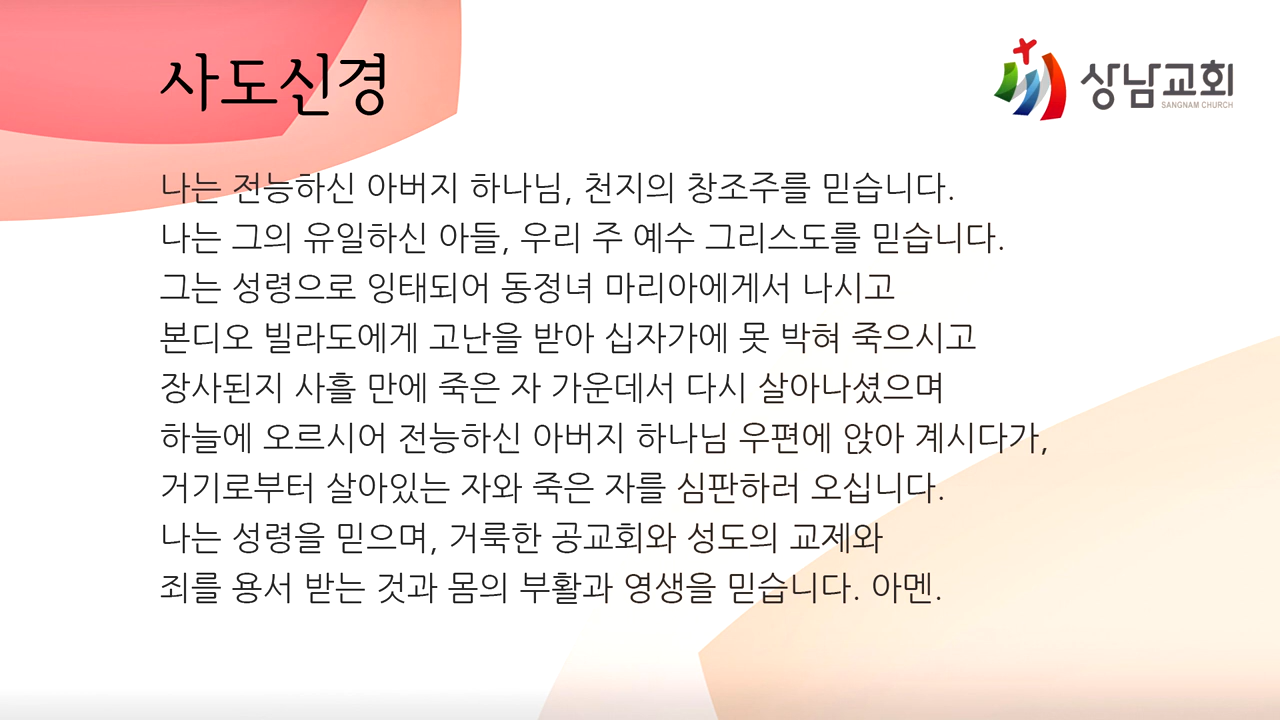 사도신경
상남교회
SANGNAM CHURCH
나는 전능하신 아버지 하나님, 천지의 창조주를 믿습니다.
나는 그의 유일하신 아들, 우리 주 예수 그리스도를 믿습니다.
그는 성령으로 잉태되어 동정녀 마리아에게서 나시고
본디오 빌라도에게 고난을 받아 십자가에 못 박혀 죽으시고
장사된지 사흘 만에 죽은 자 가운데서 다시 살아나셨으며
하늘에 오르시어 전능하신 아버지 하나님 우편에 앉아 계시다가,
거기로부터 살아있는 자와 죽은 자를 심판하러 오십니다.
나는 성령을 믿으며, 거룩한 공교회와 성도의 교제와
죄를 용서 받는 것과 몸의 부활과 영생을 믿습니다. 아멘.